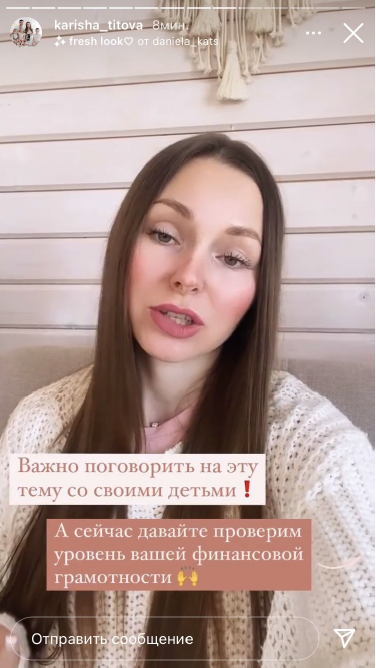 karisha_titova 8мин.
✨ fresh look♡ от daniela_kats
Важно поговорить на эту
тему со своими детьми❗
А сейчас давайте проверим
уровень вашей финансовой
грамотности 🙌
Отправить сообщение